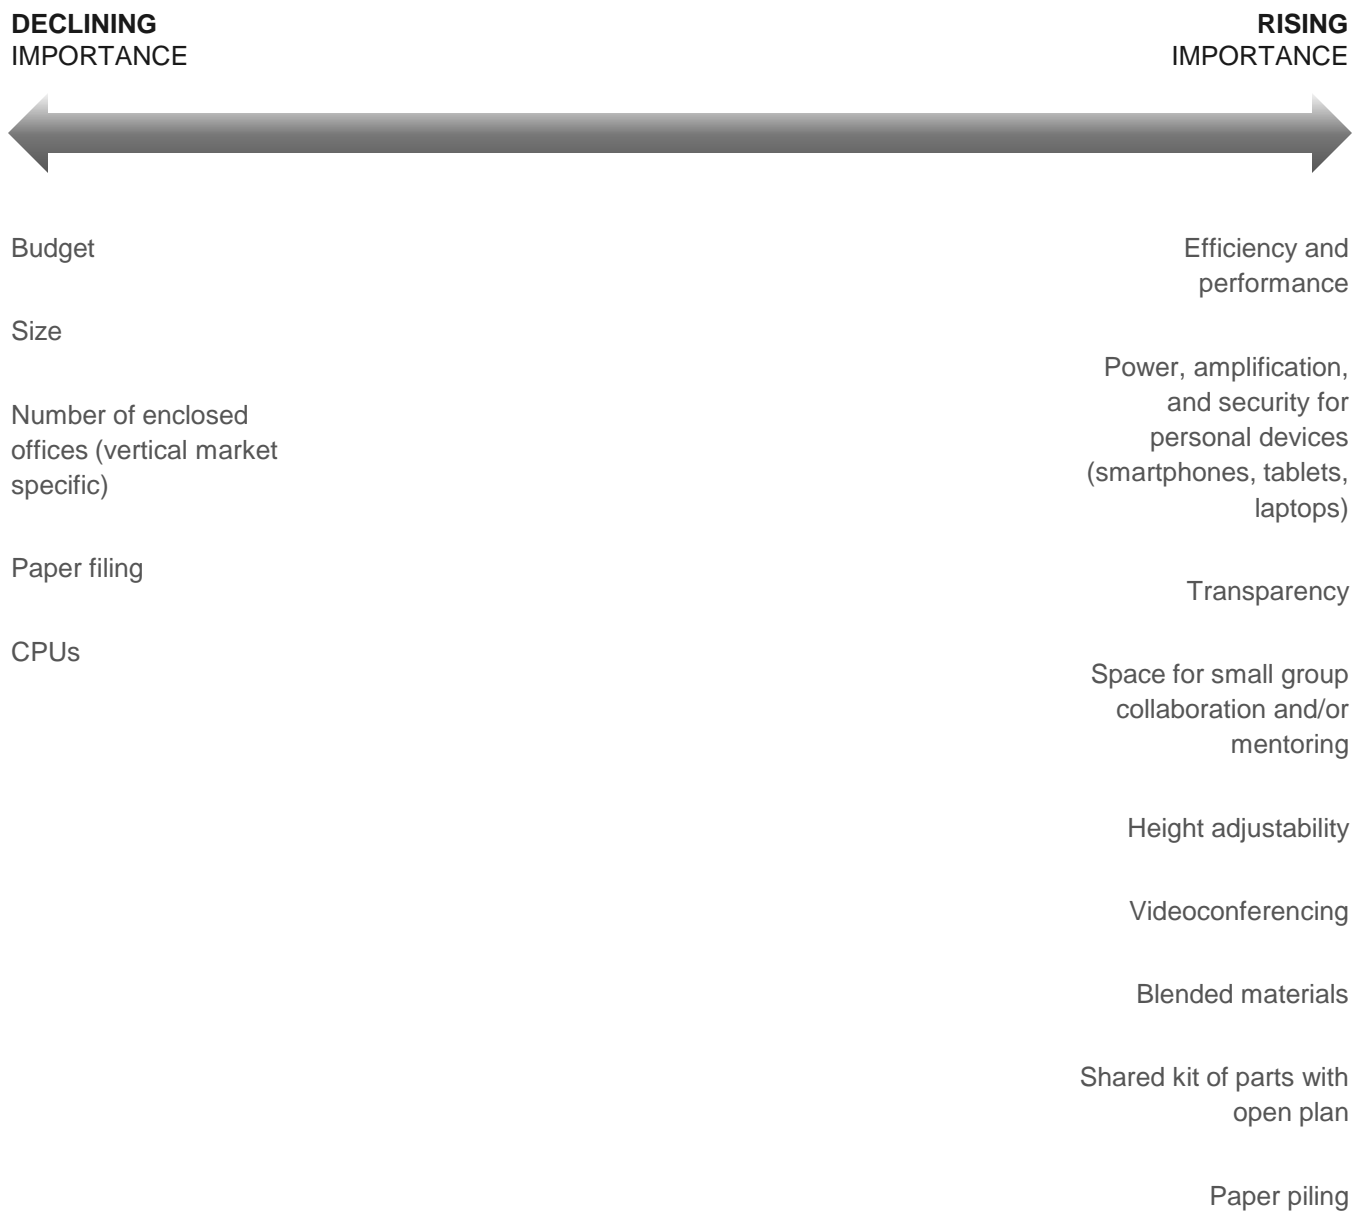 DECLINING
IMPORTANCE
RISING
IMPORTANCE
Budget
Size
Number of enclosed
offices (vertical market
specific)
Paper filing
CPUs
Efficiency and
performance
Power, amplification,
and security for
personal devices
(smartphones, tablets,
laptops)
Transparency
Space for small group
collaboration and/or
mentoring
Height adjustability
Videoconferencing
Blended materials
Shared kit of parts with
open plan
Paper piling